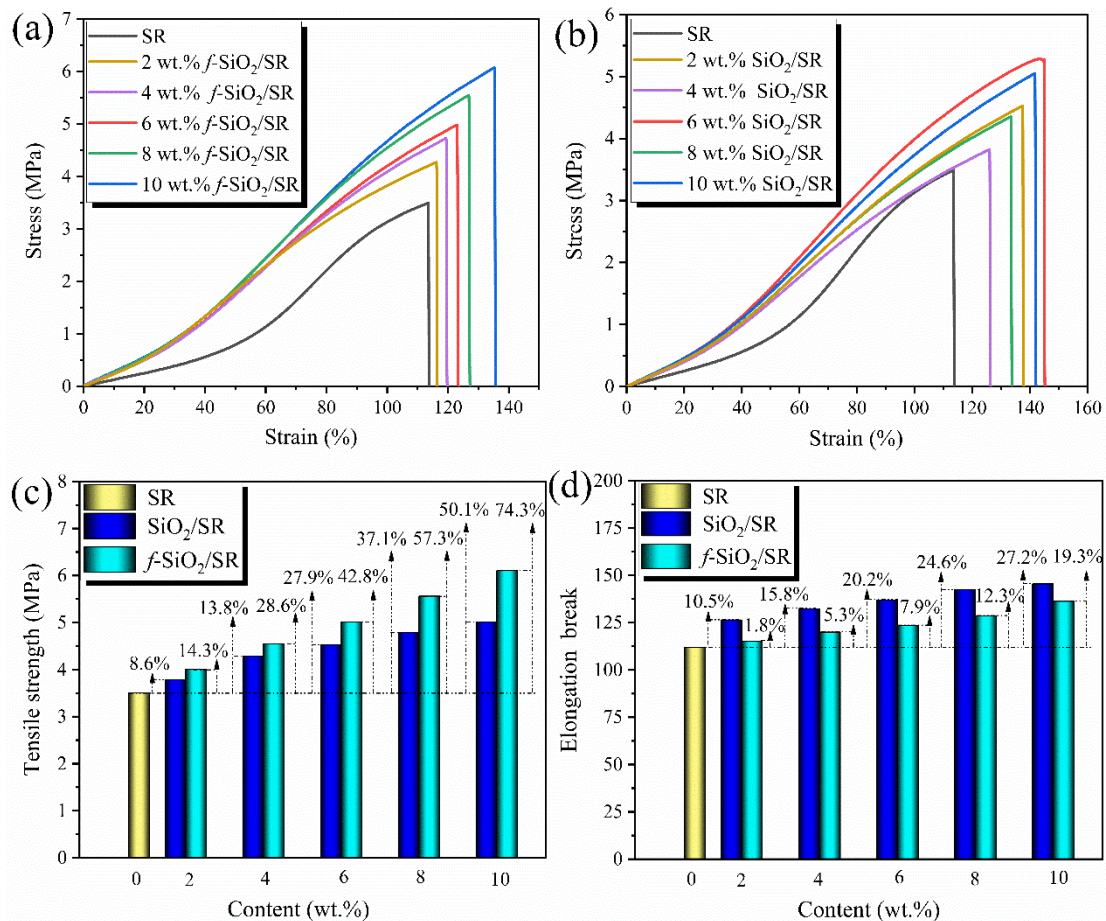 (a)
SR
2 wt.% f-SiO2/SR
4 wt.% f-SiO2/SR
6 wt.% f-SiO2/SR
8 wt.% f-SiO2/SR
10 wt.% f-SiO2/SR
7
6
5
4
3
2
1
0
Stress (MPa)
0 20 40 60 80 100 120 140
Strain (%)
(b)
SR
2 wt.% SiO2/SR
4 wt.% SiO2/SR
6 wt.% SiO2/SR
8 wt.% SiO2/SR
10 wt.% SiO2/SR
6
5
4
3
2
1
0
Stress (MPa)
0 20 40 60 80 100 120 140 160
Strain (%)
(c)
SR
SiO2/SR
f-SiO2/SR
8
7
6
5
4
3
2
1
0
Tensile strength (MPa)
8.6% 14.3% 13.8% 28.6% 27.9% 42.8% 37.1% 57.3% 50.1% 74.3%
0 2 4 6 8 10
Content (wt.%)
(d)
SR
SiO2/SR
f-SiO2/SR
200
175
150
125
100
75
50
25
0
Elongation break
10.5% 1.8% 15.8% 5.3% 20.2% 7.9% 24.6% 12.3% 27.2% 19.3%
0 2 4 6 8 10
Content (wt.%)